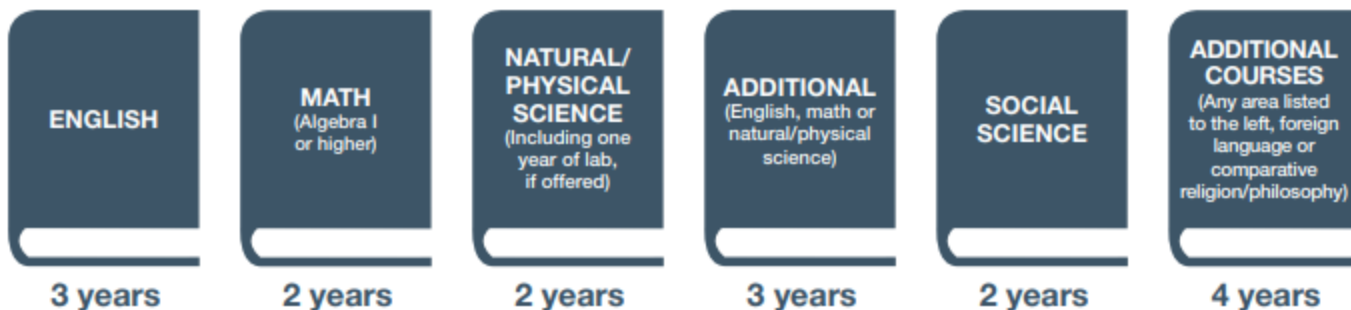 ENGLISH
3 years
MATH
(Algebra I
or higher)
2 years
NATURAL/
PHYSICAL
SCIENCE
(Including one
year of lab,
if offered)
2 years
ADDITIONAL
(English, math or
natural/physical
science)
3 years
SOCIAL
SCIENCE
2 years
ADDITIONAL
COURSES
(Any area listed
to the left, foreign
language or
comparative
religion/philosophy)
4 years